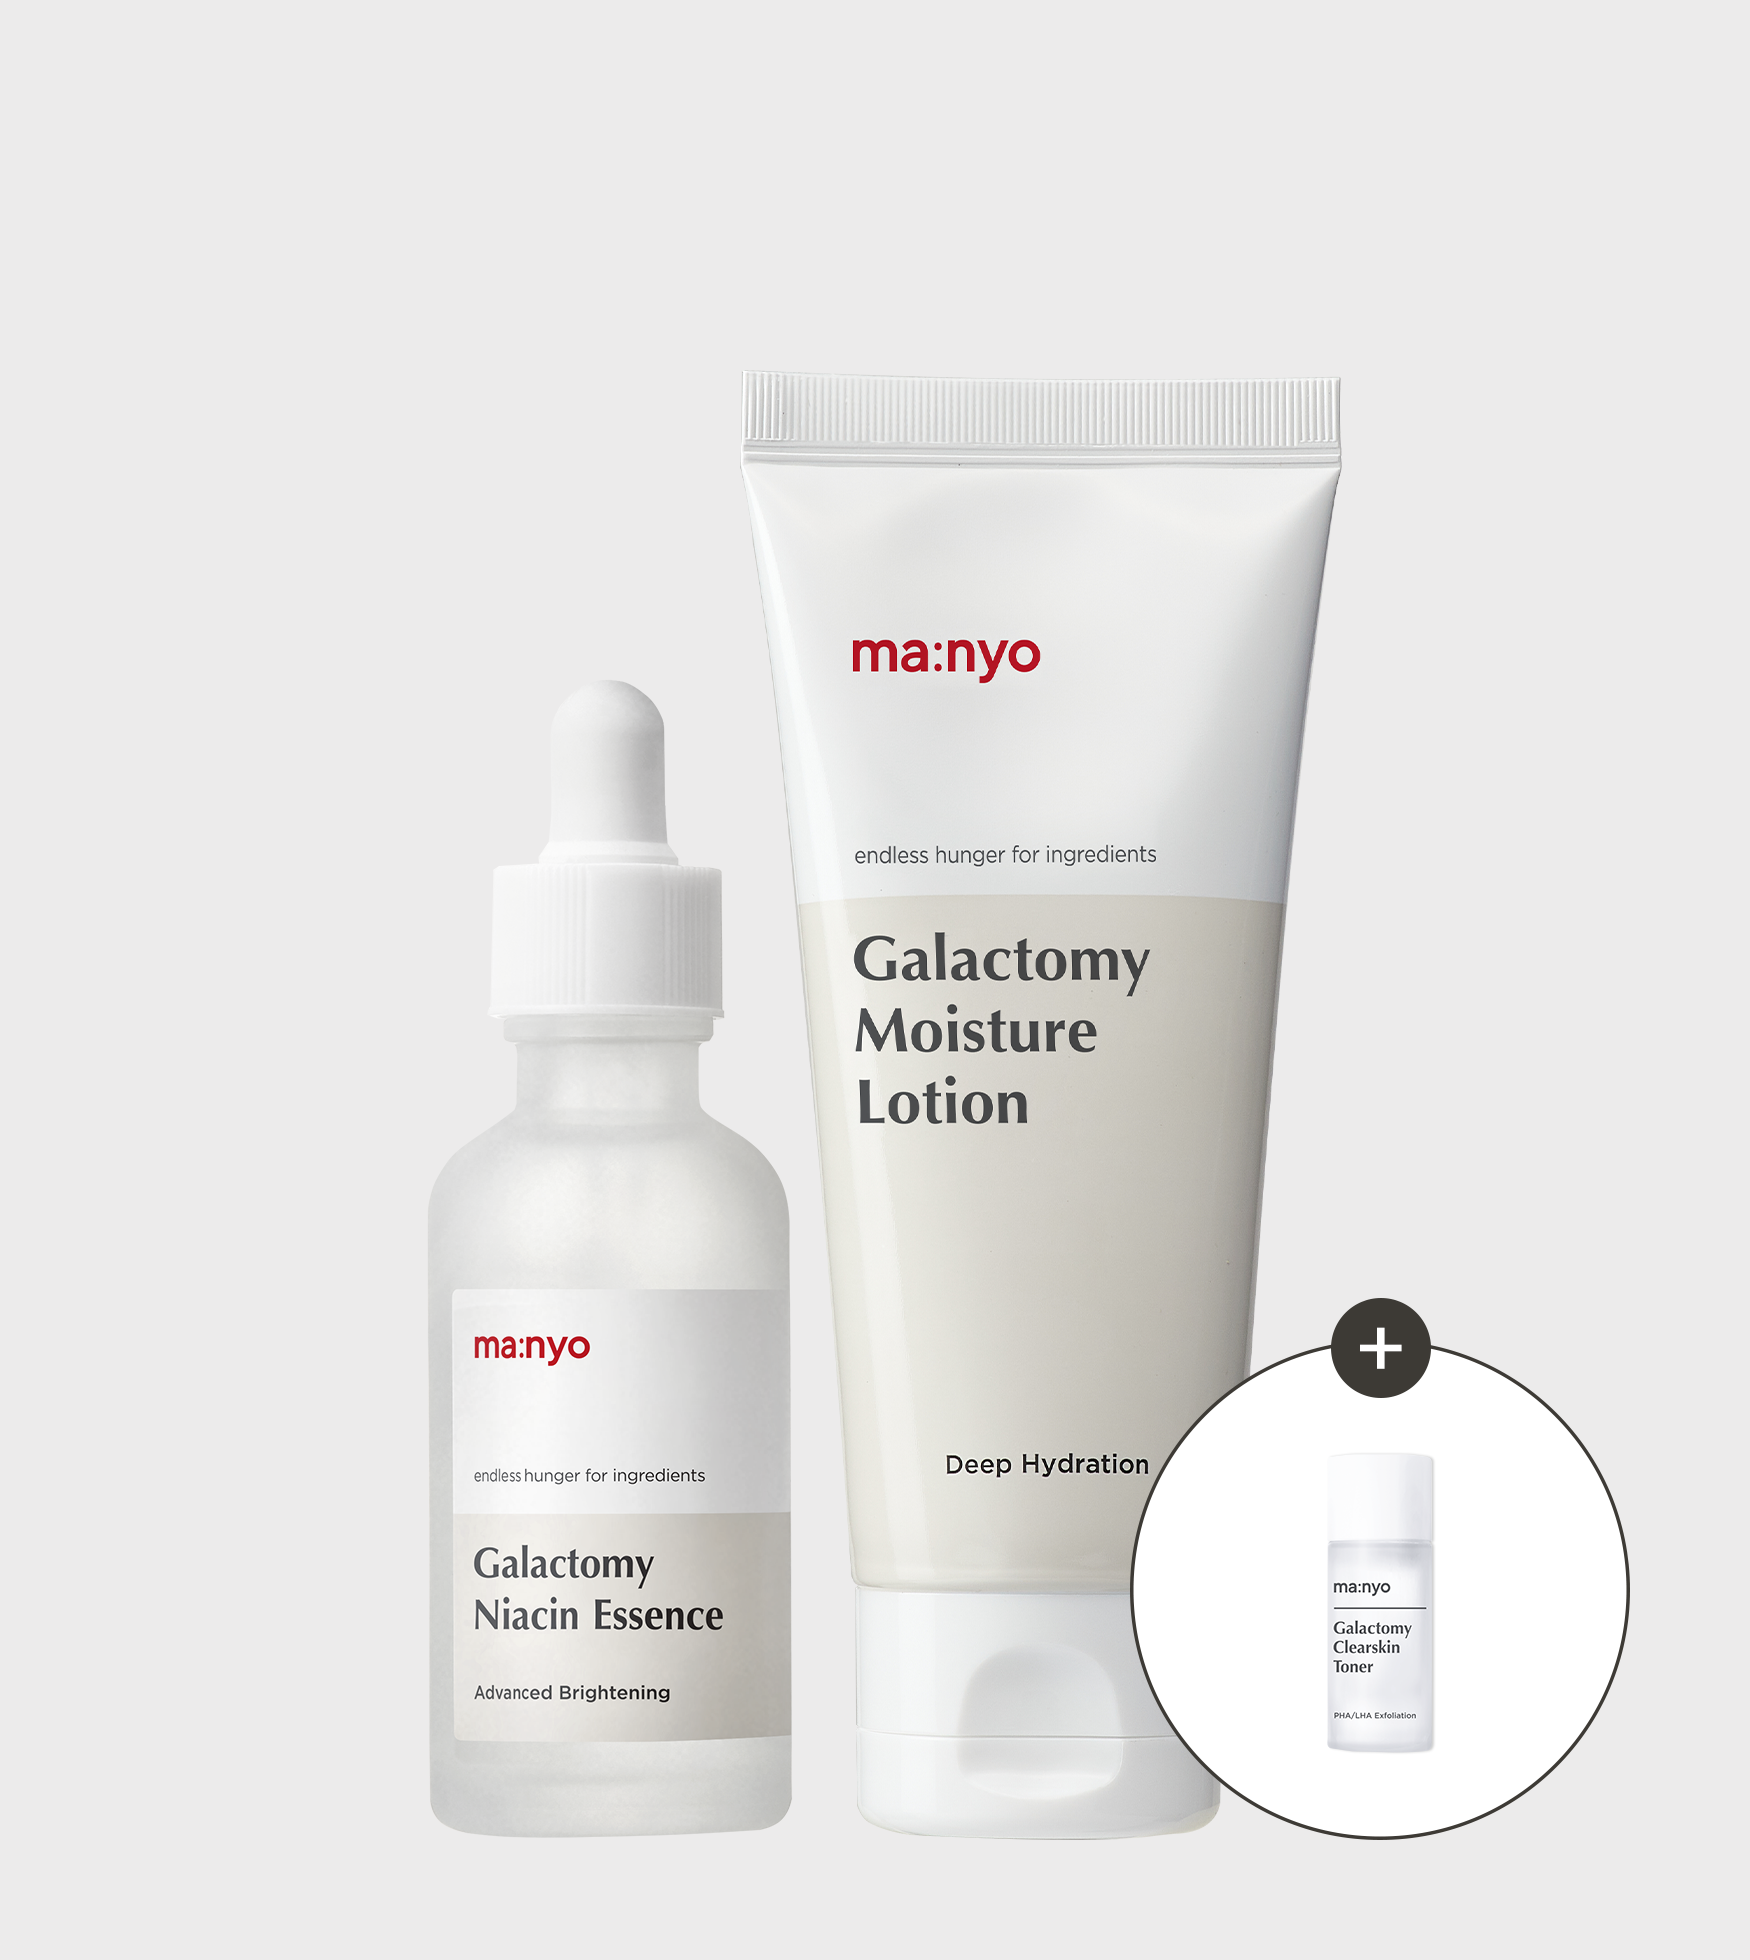 ma:nyo
endless hunger for ingredients
Galactomy
Moisture
Lotion
Deep Hydration
ma:nyo
endless hunger for ingredients
Galactomy
Niacin Essence
Advanced Brightening
+
ma:nyo
Galactomy
Clearskin
Toner
PHA/LHA Exfoliation